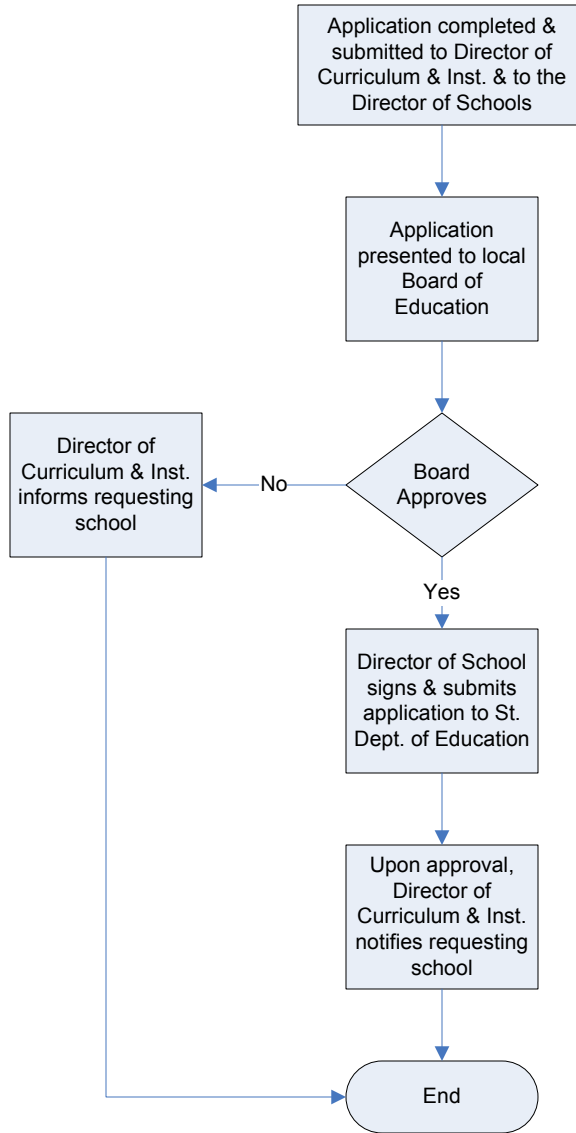 Application completed &
submitted to Director of
Curriculum & Inst. & to the
Director of Schools
Application
presented to local
Board of
Education
Board
Approves
No
Director of
Curriculum & Inst.
informs requesting
school
Yes
Director of School
signs & submits
application to St.
Dept. of Education
Upon approval,
Director of
Curriculum & Inst.
notifies requesting
school
End